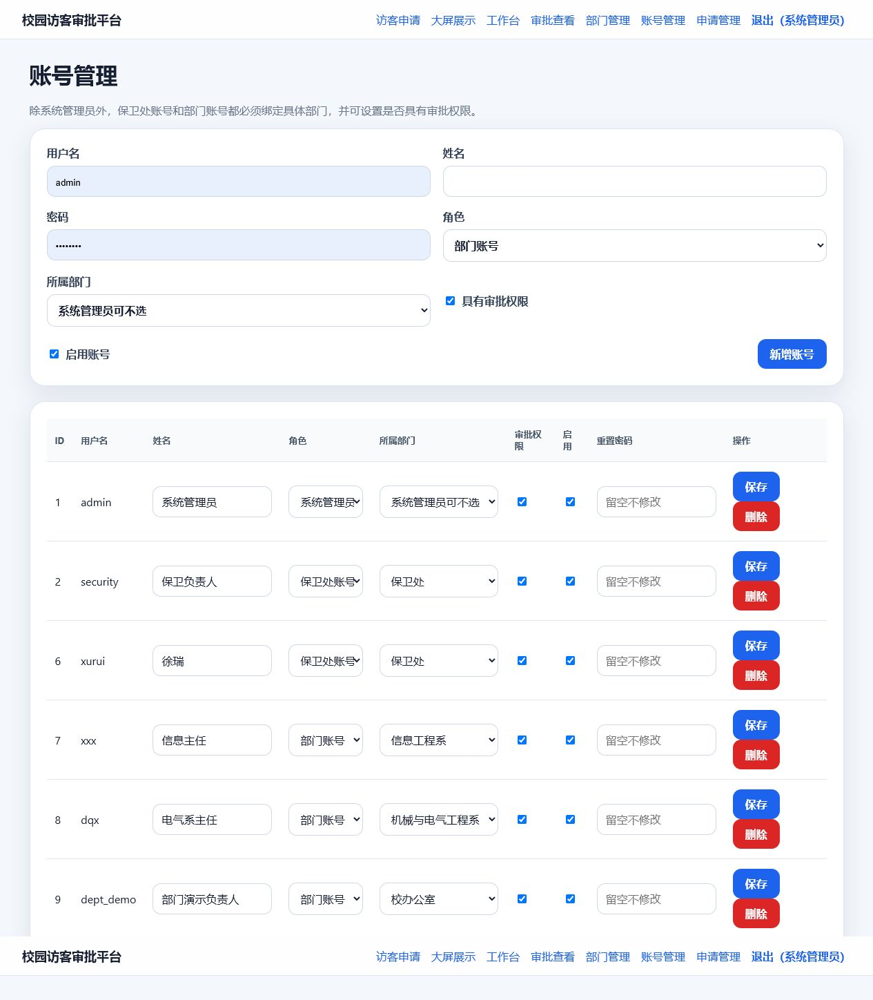 校园访客审批平台 访客申请 大屏展示 工作台 审批查看 部门管理 账号管理 申请管理 退出（系统管理员）
账号管理
除系统管理员外，保卫处账号和部门账号都必须绑定具体部门，并可设置是否具有审批权限。
用户名 姓名
admin
密码 角色
•••••••• 部门账号
所属部门
系统管理员可不选 具有审批权限
启用账号 新增账号
ID 用户名 姓名 角色 所属部门 审批权限 启用 重置密码 操作
1 admin 系统管理员 系统管理员 系统管理员可不选 留空不修改 保存
删除
2 security 保卫负责人 保卫处账号 保卫处 留空不修改 保存
删除
6 xurui 徐瑞 保卫处账号 保卫处 留空不修改 保存
删除
7 xxx 信息主任 部门账号 信息工程系 留空不修改 保存
删除
8 dqx 电气系主任 部门账号 机械与电气工程系 留空不修改 保存
删除
9 dept_demo 部门演示负责人 部门账号 校办公室 留空不修改 保存
删除
校园访客审批平台 访客申请 大屏展示 工作台 审批查看 部门管理 账号管理 申请管理 退出（系统管理员）